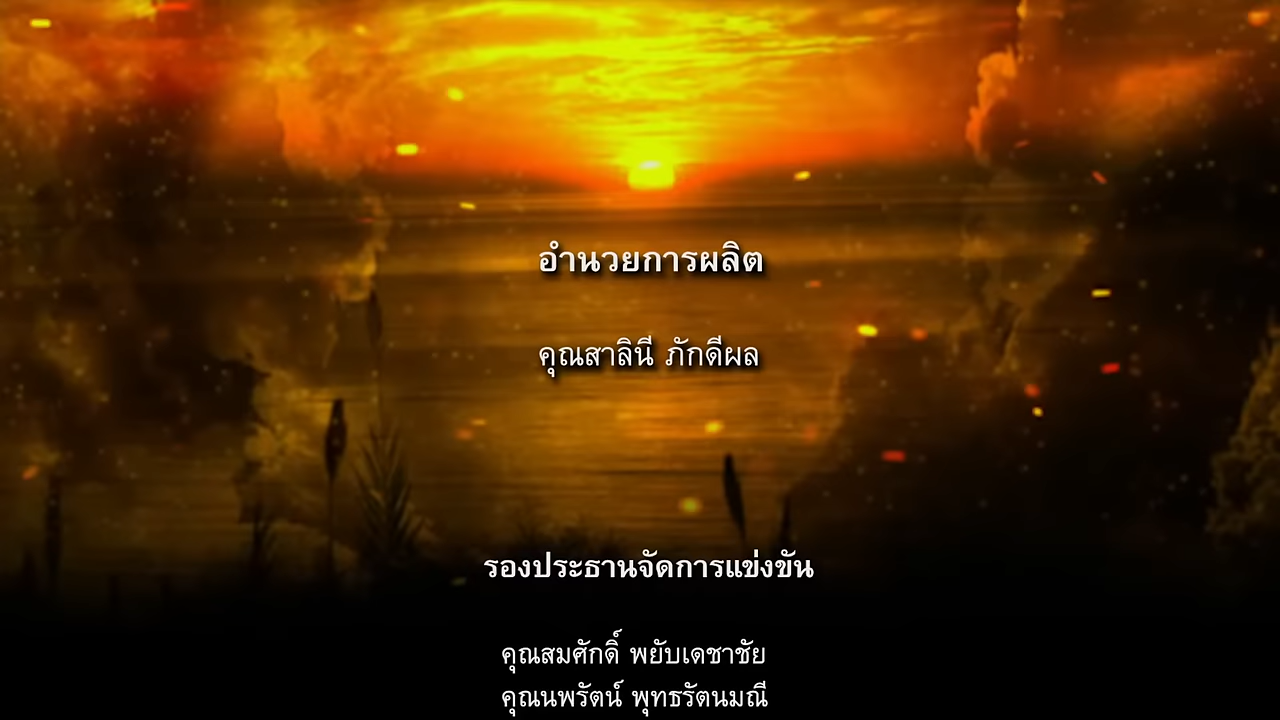 อำนวยการผลิต
คุณสาลินี ภักดีผล
รองประธานจัดการแข่งขัน
คุณสมศักดิ์ พยับเดชาชัย
คุณนพรัตน์ พุทธรัตนมณี